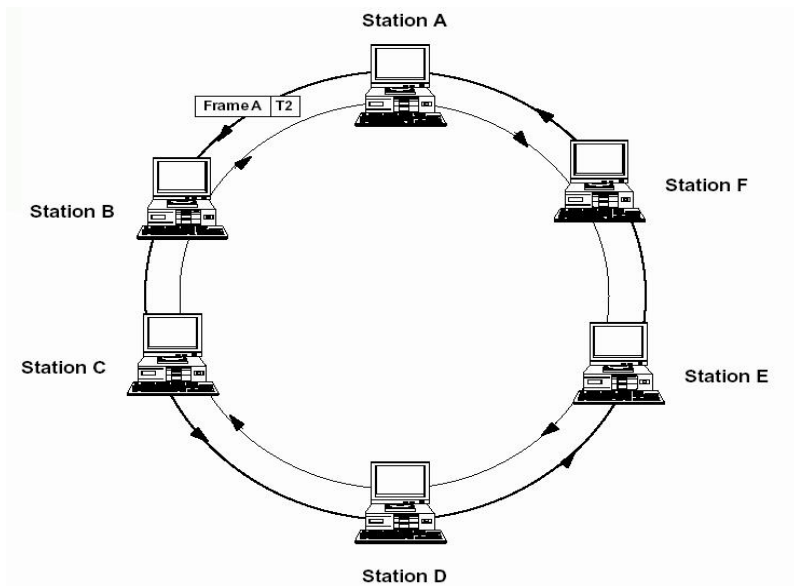 Station A
Frame A T2
Station F
Station B
Station C
Station E
Station D